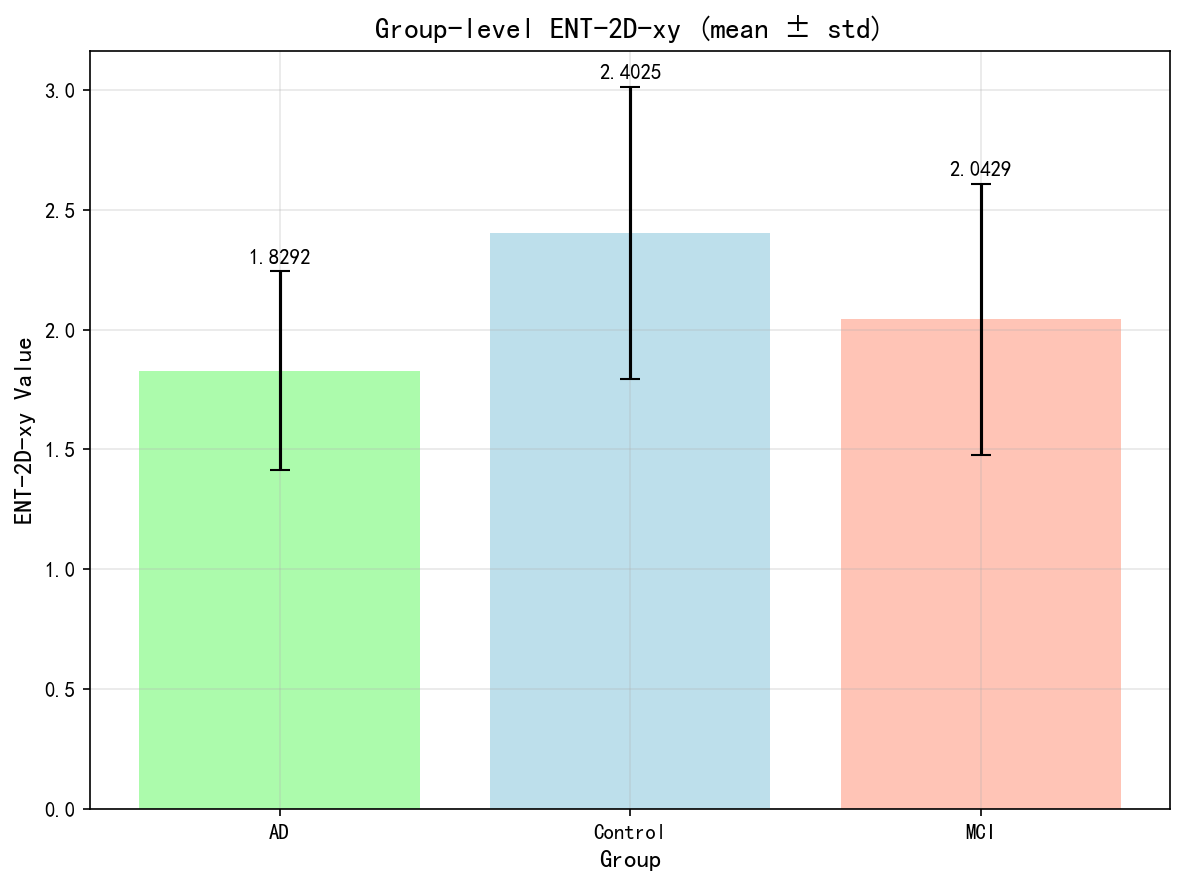 Group-level ENT-2D-xy (mean ± std)
2.4025
2.0429
1.8292
3.0
2.5
2.0
1.5
1.0
0.5
0.0
ENT-2D-xy Value
AD
Control
MCI
Group